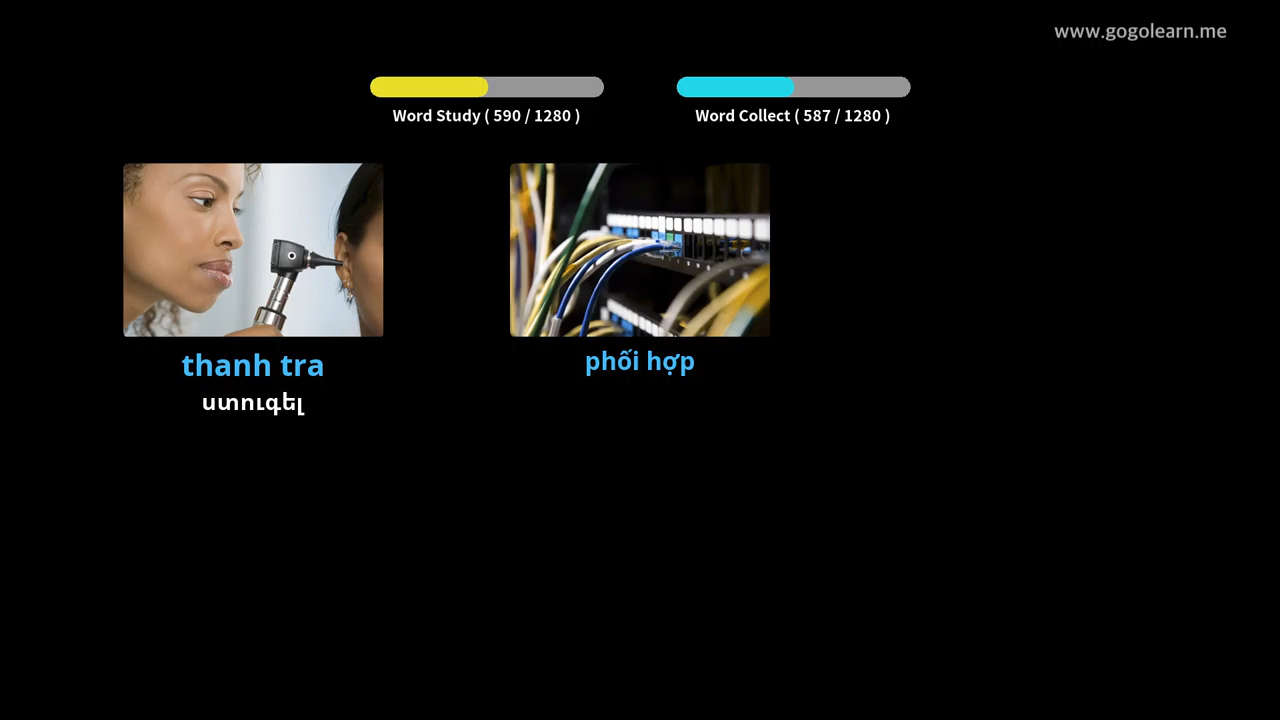 www.gogolearn.me
Word Study ( 590 / 1280 )
Word Collect ( 587 / 1280 )
thanh tra
ստուգել
phối hợp